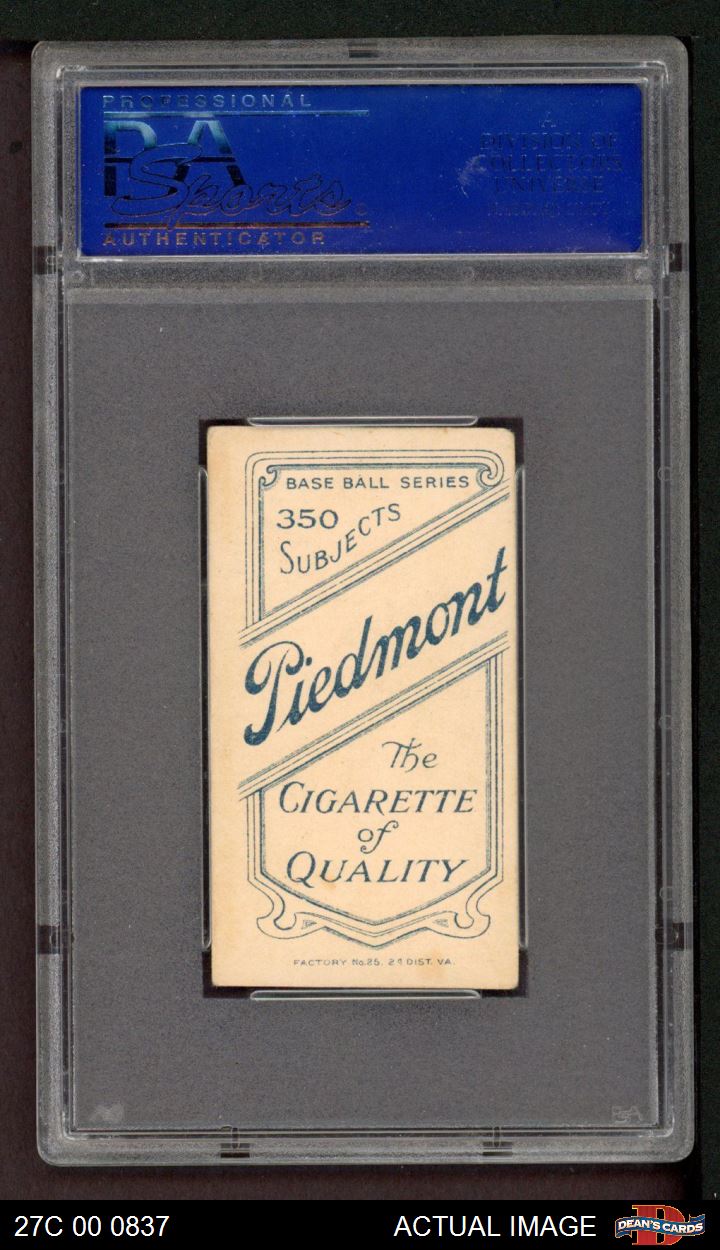 PROFESSIONAL
PSA
Sports
AUTHENTICATOR
A
DIVISION OF
COLLECTORS
UNIVERSE
BASE BALL SERIES
350
SUBJECTS
Piedmont
The
CIGARETTE
of
QUALITY
FACTORY No.25. 2d DIST. VA.
PSA
27C 00 0837
ACTUAL IMAGE
DEAN'S CARDS